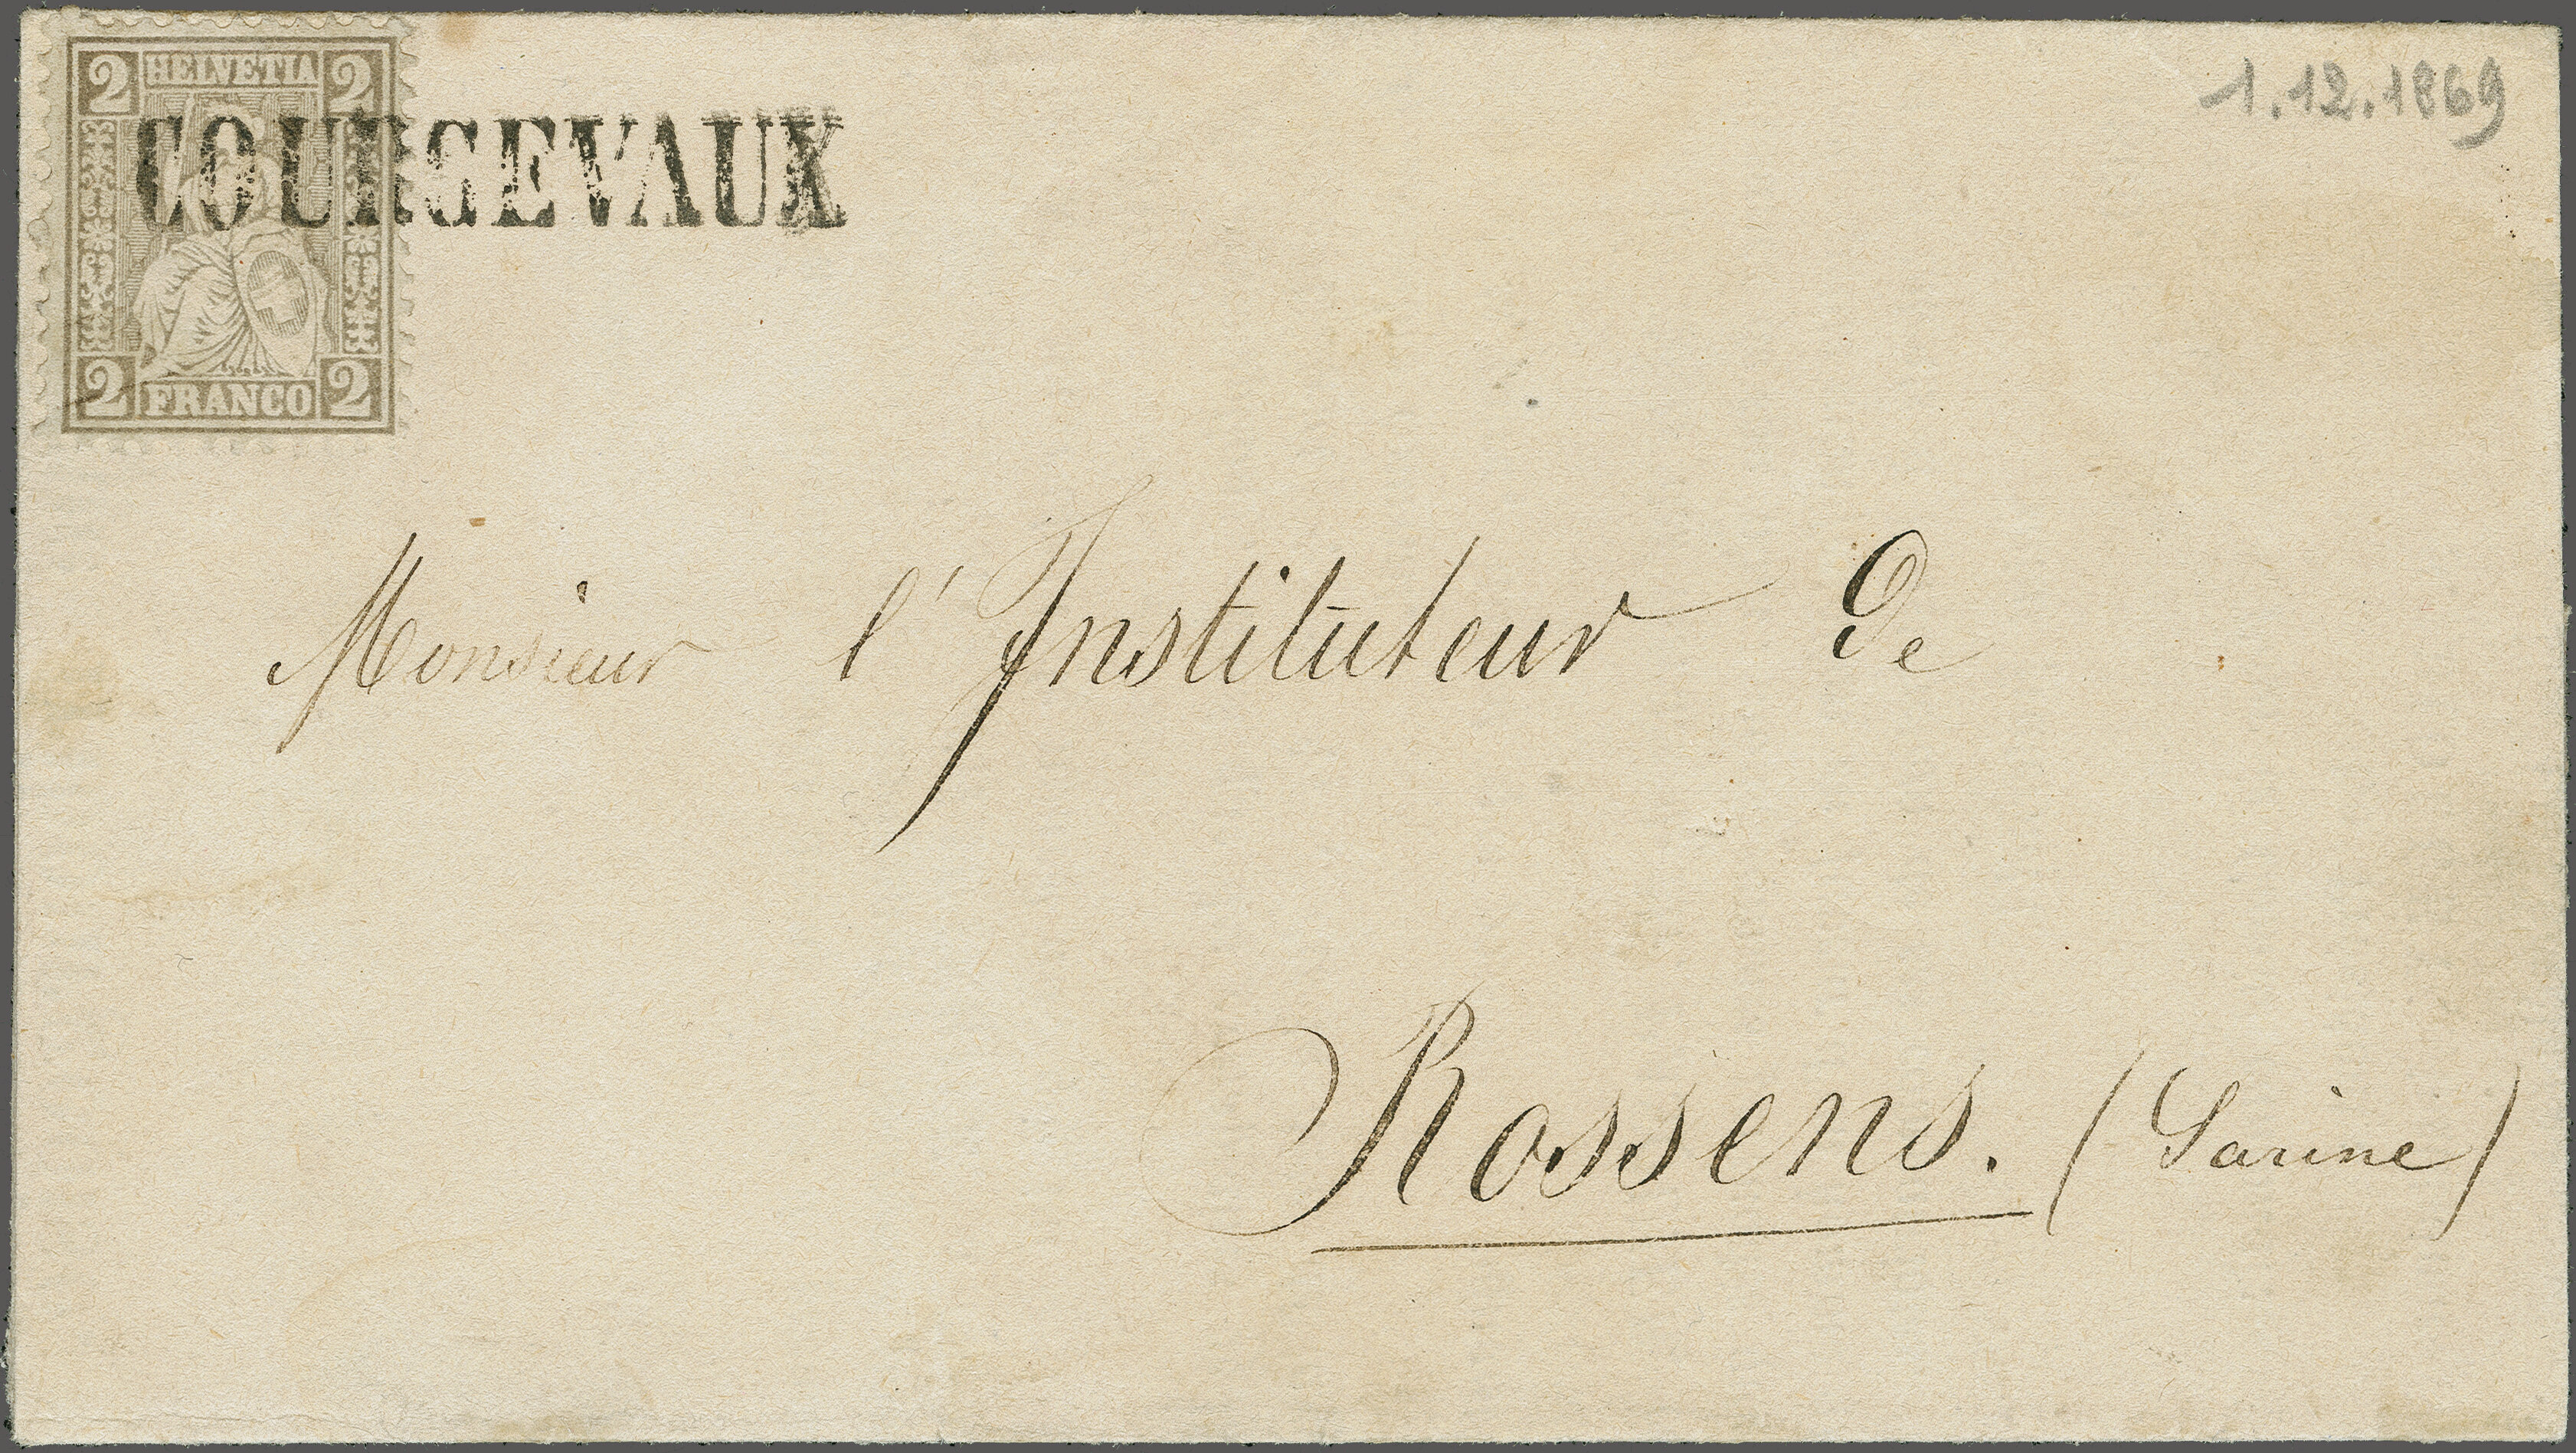 2 HELVETIA 2
COURGEVAUX
2 FRANCO 2
1.12.1869
Monsieur l'Instituteur de
Rossens. (Sarine)